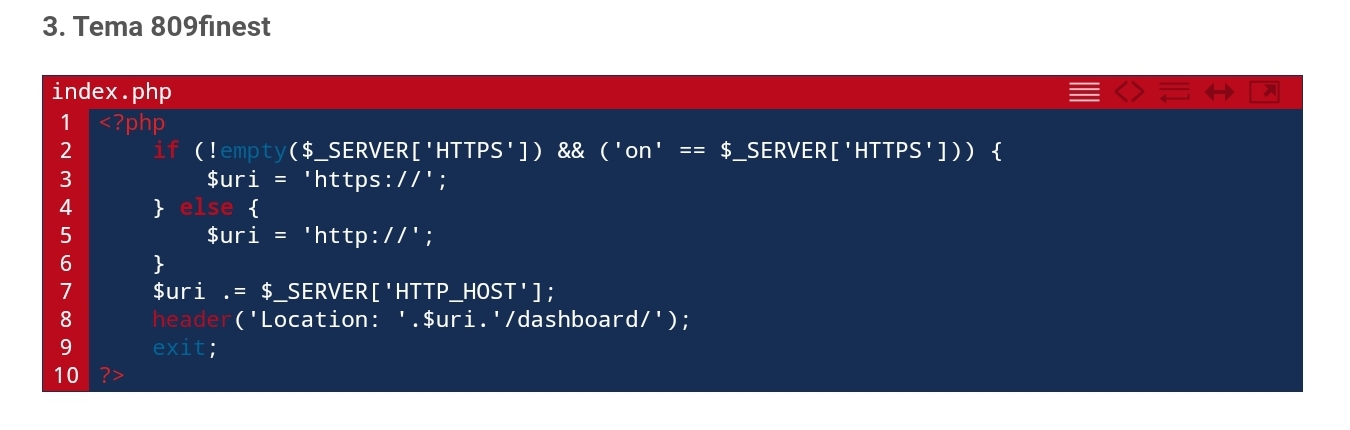 3. Tema 809finest
index.php
1 <?php
2     if (!empty($_SERVER['HTTPS']) && ('on' == $_SERVER['HTTPS'])) {
3         $uri = 'https://';
4     } else {
5         $uri = 'http://';
6     }
7     $uri .= $_SERVER['HTTP_HOST'];
8     header('Location: '.$uri.'/dashboard/');
9     exit;
10 ?>